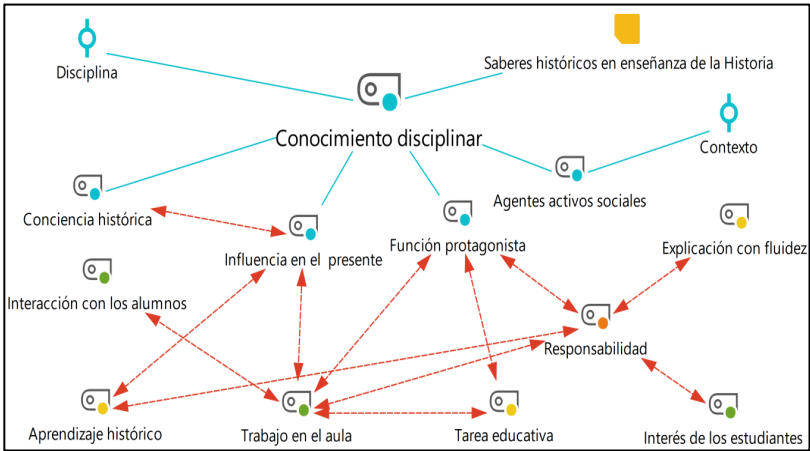 Disciplina
Saberes históricos en enseñanza de la Historia
Conocimiento disciplinar
Contexto
Agentes activos sociales
Conciencia histórica
Influencia en el presente
Función protagonista
Explicación con fluidez
Interacción con los alumnos
Responsabilidad
Aprendizaje histórico
Trabajo en el aula
Tarea educativa
Interés de los estudiantes